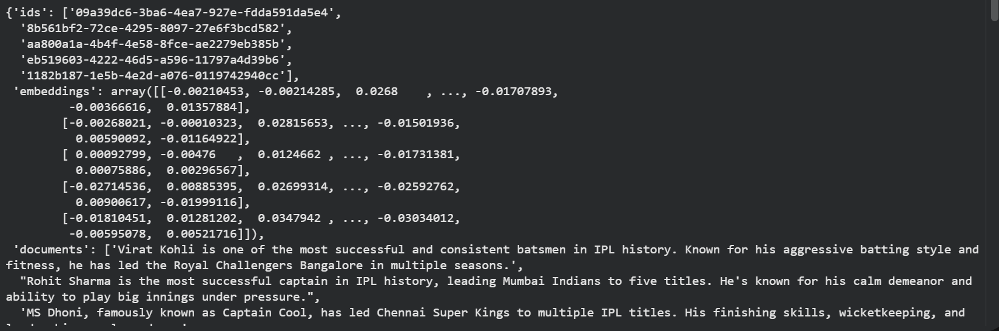 {'ids': ['09a39dc6-3ba6-4ea7-927e-fdda591da5e4',
'8b561bf2-72ce-4295-8097-27e6f3bcd582',
'aa800a1a-4b4f-4e58-8fce-ae2279eb385b',
'eb519603-4222-46d5-a596-11797a4d39b6',
'1182b187-1e5b-4e2d-a076-0119742940cc'],
'embeddings': array([[-0.00210453, -0.00214285,  0.0268    , ..., -0.01707893,
-0.00366616,  0.01357884],
[-0.00268021, -0.00010323,  0.02815653, ..., -0.01501936,
0.00590092, -0.01164922],
[ 0.00092799, -0.00476   ,  0.0124662 , ..., -0.01731381,
0.00075886,  0.00296567],
[-0.02714536,  0.00885395,  0.02699314, ..., -0.02592762,
0.00900617, -0.01999116],
[-0.01810451,  0.01281202,  0.0347942 , ..., -0.03034012,
-0.00595078,  0.00521716]]),
'documents': ['Virat Kohli is one of the most successful and consistent batsmen in IPL history. Known for his aggressive batting style and
fitness, he has led the Royal Challengers Bangalore in multiple seasons.',
"Rohit Sharma is the most successful captain in IPL history, leading Mumbai Indians to five titles. He's known for his calm demeanor and
ability to play big innings under pressure.",
'MS Dhoni, famously known as Captain Cool, has led Chennai Super Kings to multiple IPL titles. His finishing skills, wicketkeeping, and